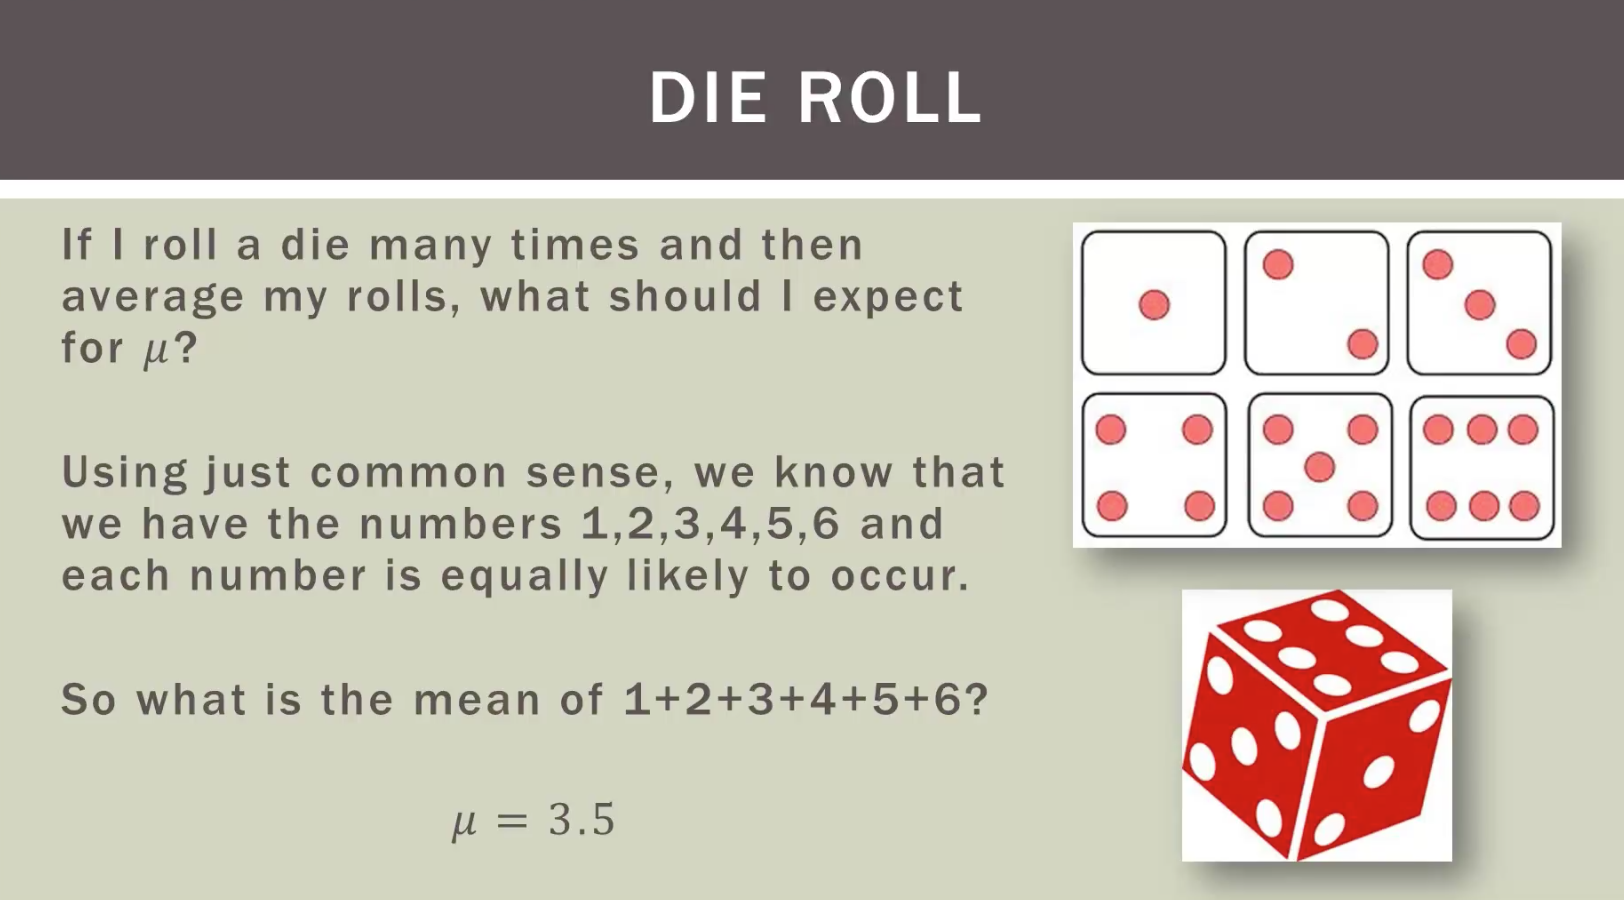 DIE ROLL
If I roll a die many times and then
average my rolls, what should I expect
for μ?
Using just common sense, we know that
we have the numbers 1,2,3,4,5,6 and
each number is equally likely to occur.
So what is the mean of 1+2+3+4+5+6?
μ = 3.5